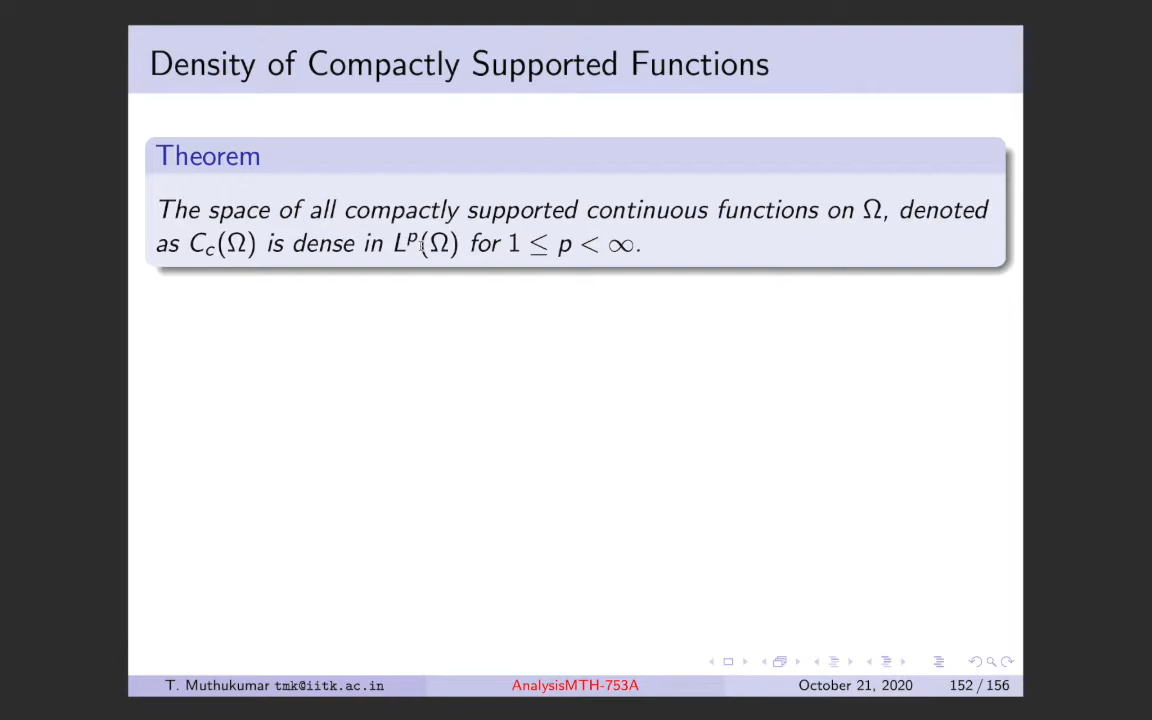 Density of Compactly Supported Functions
Theorem
The space of all compactly supported continuous functions on Ω, denoted
as C_c(Ω) is dense in L^p(Ω) for 1 ≤ p < ∞.
T. Muthukumar tmk@iitk.ac.in AnalysisMTH-753A October 21, 2020 152 / 156